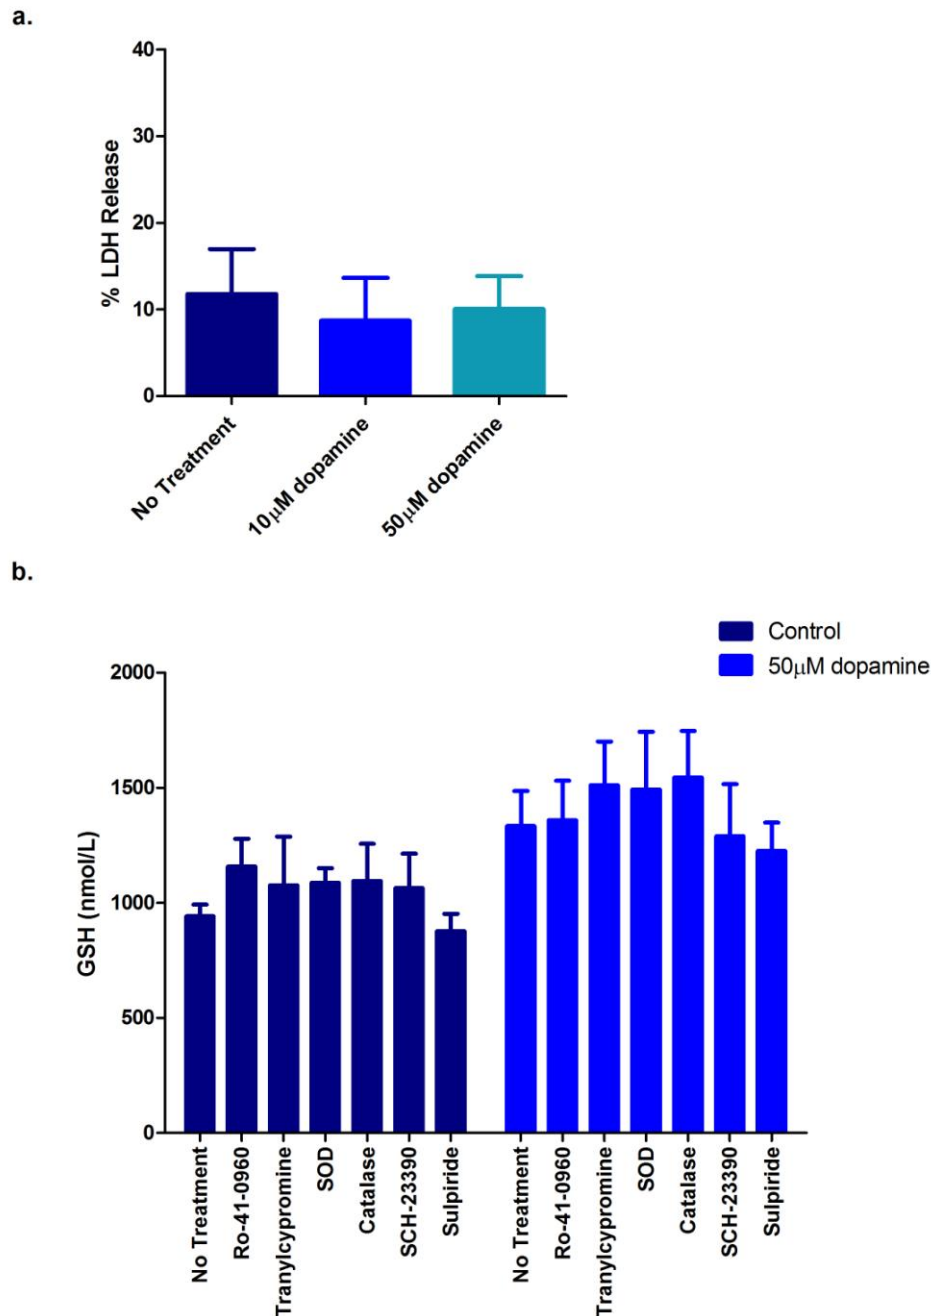 a.
40
30
20
10
0
% LDH Release
No Treatment
10μM dopamine
50μM dopamine
b.
Control
50μM dopamine
2000
1500
1000
500
0
GSH (nmol/L)
No Treatment
Ro-41-0960
Tranylcypromine
SOD
Catalase
SCH-23390
Sulpiride
No Treatment
Ro-41-0960
Tranylcypromine
SOD
Catalase
SCH-23390
Sulpiride